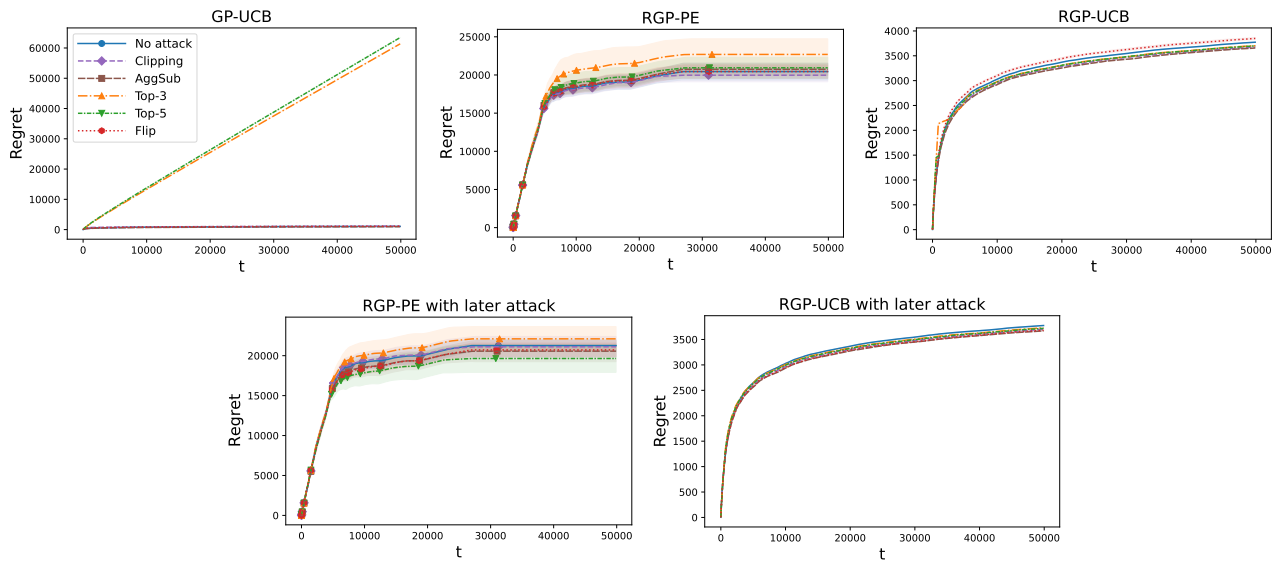 GP-UCB
Regret
60000
50000
40000
30000
20000
10000
0
No attack
Clipping
AggSub
Top-3
Top-5
Flip
0 10000 20000 30000 40000 50000
t
RGP-PE
Regret
25000
20000
15000
10000
5000
0
0 10000 20000 30000 40000 50000
t
RGP-UCB
Regret
4000
3500
3000
2500
2000
1500
1000
500
0
0 10000 20000 30000 40000 50000
t
RGP-PE with later attack
Regret
20000
15000
10000
5000
0
0 10000 20000 30000 40000 50000
t
RGP-UCB with later attack
Regret
3500
3000
2500
2000
1500
1000
500
0
0 10000 20000 30000 40000 50000
t